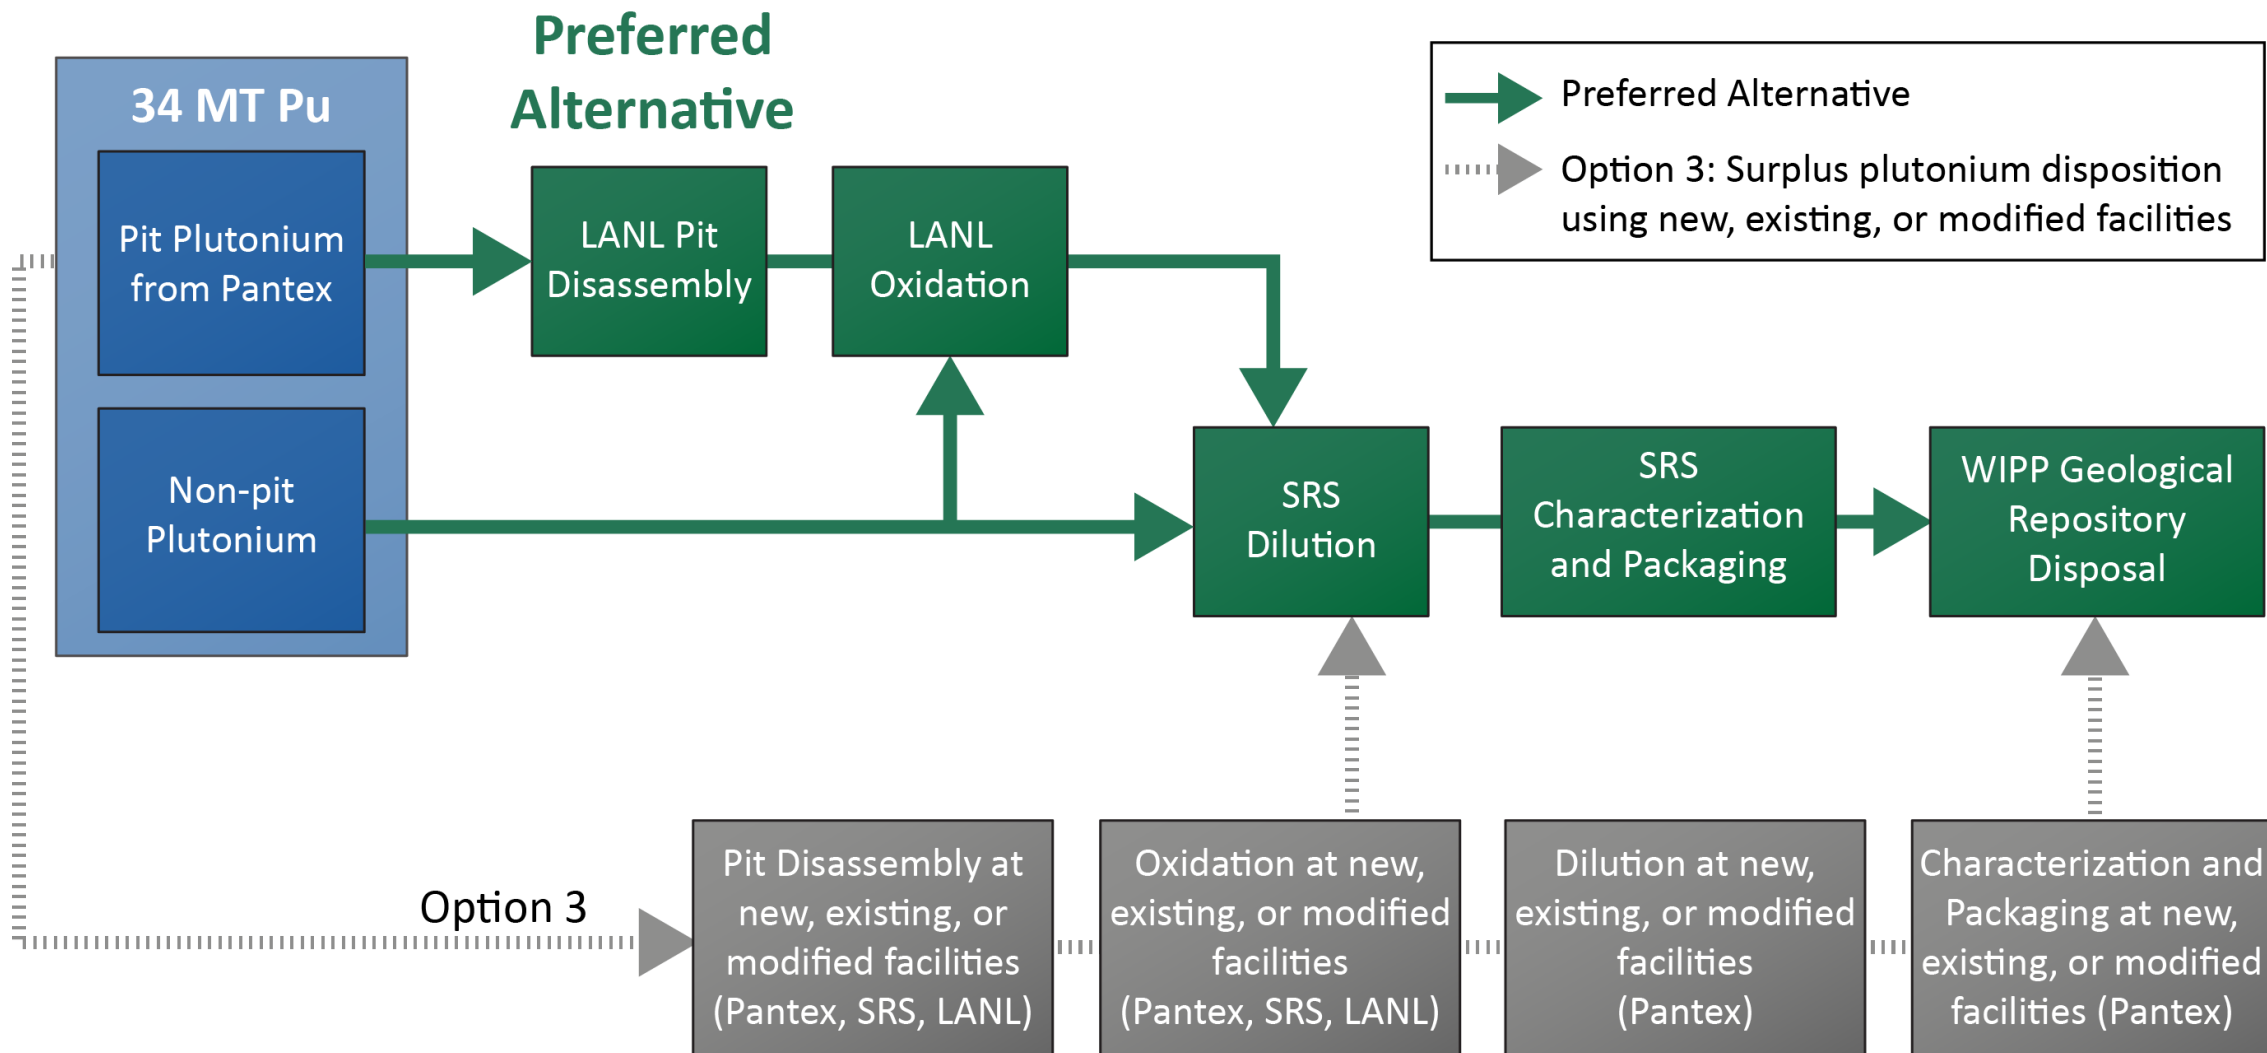 Preferred
Alternative
34 MT Pu
Pit Plutonium
from Pantex
Non-pit
Plutonium
LANL Pit
Disassembly
LANL
Oxidation
Preferred Alternative
Option 3: Surplus plutonium disposition
using new, existing, or modified facilities
SRS
Dilution
SRS
Characterization
and Packaging
WIPP Geological
Repository
Disposal
Option 3
Pit Disassembly at
new, existing, or
modified facilities
(Pantex, SRS, LANL)
Oxidation at new,
existing, or modified
facilities
(Pantex, SRS, LANL)
Dilution at new,
existing, or modified
facilities
(Pantex)
Characterization and
Packaging at new,
existing, or modified
facilities (Pantex)